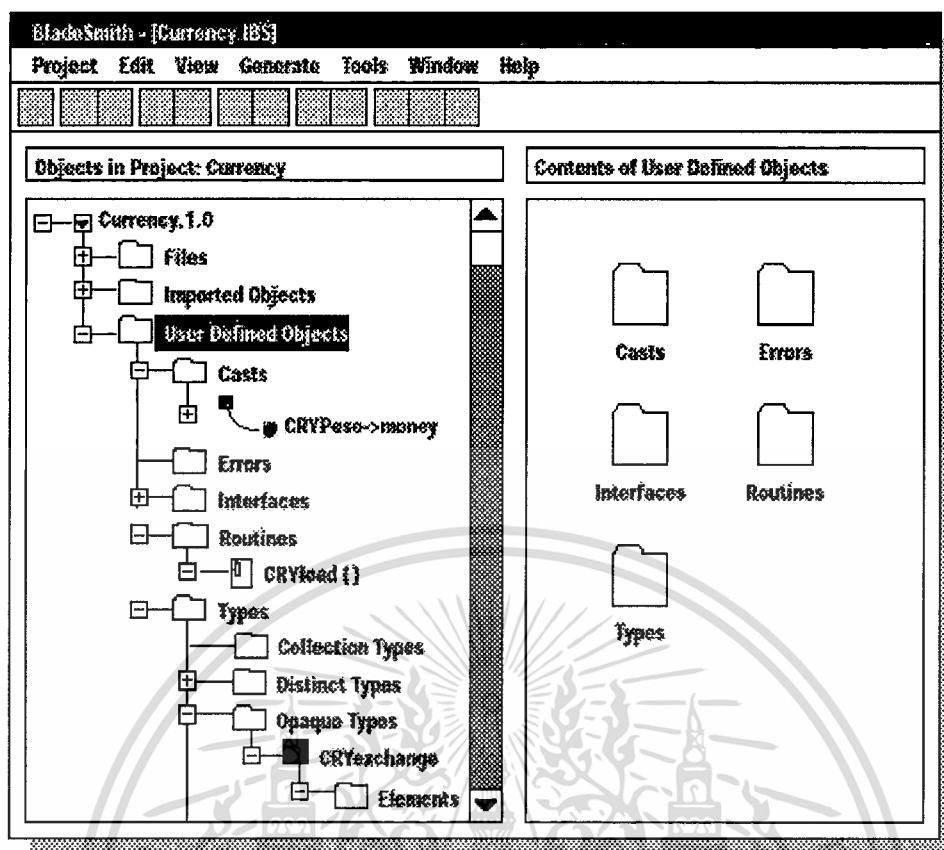 BladeSmith - [Currency.IBS]
Project Edit View Generate Tools Window Help
Objects in Project: Currency
Contents of User Defined Objects
Currency.1.0
Files
Imported Objects
User Defined Objects
Casts
CRYPeso->money
Errors
Interfaces
Routines
CRYload ()
Types
Collection Types
Distinct Types
Opaque Types
CRYexchange
Elements
Casts Errors
Interfaces Routines
Types